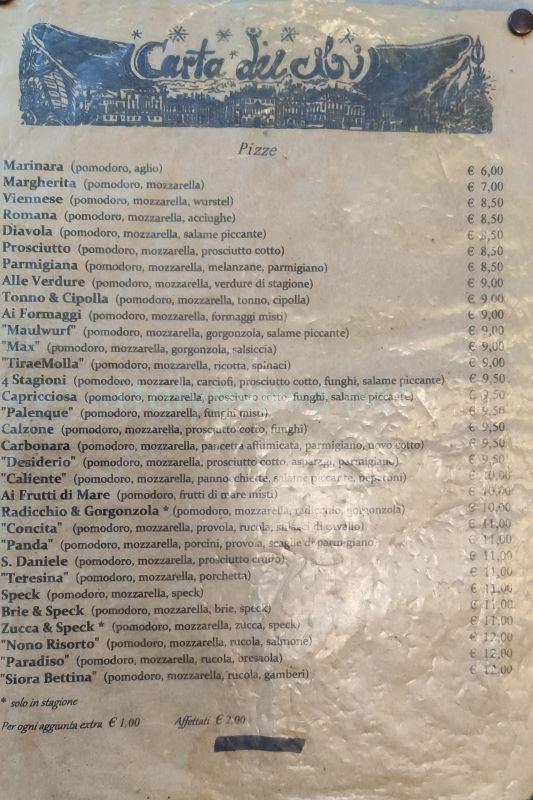 Carta dei cibi
Pizze
Marinara (pomodoro, aglio) € 6,00
Margherita (pomodoro, mozzarella) € 7,00
Viennese (pomodoro, mozzarella, wurstel) € 8,50
Romana (pomodoro, mozzarella, acciughe) € 8,50
Diavola (pomodoro, mozzarella, salame piccante) € 8,50
Prosciutto (pomodoro, mozzarella, prosciutto cotto) € 8,50
Parmigiana (pomodoro, mozzarella, melanzane, parmigiano) € 8,50
Alle Verdure (pomodoro, mozzarella, verdure di stagione) € 9,00
Tonno & Cipolla (pomodoro, mozzarella, tonno, cipolla) € 9,00
Ai Formaggi (pomodoro, mozzarella, formaggi misti) € 9,00
"Maulwurf" (pomodoro, mozzarella, gorgonzola, salame piccante) € 9,00
"Max" (pomodoro, mozzarella, gorgonzola, salsiccia) € 9,00
"TiraeMolla" (pomodoro, mozzarella, ricotta, spinaci) € 9,00
4 Stagioni (pomodoro, mozzarella, carciofi, prosciutto cotto, funghi, salame piccante) € 9,50
Capricciosa (pomodoro, mozzarella, prosciutto cotto, funghi, salame piccante) € 9,50
"Palenque" (pomodoro, mozzarella, funghi misti) € 9,50
Calzone (pomodoro, mozzarella, prosciutto cotto, funghi) € 9,50
Carbonara (pomodoro, mozzarella, pancetta affumicata, parmigiano, uovo cotto) € 9,50
"Desiderio" (pomodoro, mozzarella, prosciutto cotto, asparagi, parmigiano) € 9,50
"Caliente" (pomodoro, mozzarella, pannocchiette, salame piccante, peperoni) € 10,00
Ai Frutti di Mare (pomodoro, mozzarella, frutti di mare misti) € 10,00
Radicchio & Gorgonzola * (pomodoro, mozzarella, radicchio, gorgonzola) € 10,00
"Concita" (pomodoro, mozzarella, provola, rucola, sfilacci di cavallo) € 11,00
"Panda" (pomodoro, mozzarella, porcini, provola, scaglie di parmigiano) € 11,00
S. Daniele (pomodoro, mozzarella, prosciutto crudo) € 11,00
"Teresina" (pomodoro, mozzarella, porchetta) € 11,00
Speck (pomodoro, mozzarella, speck) € 11,00
Brie & Speck (pomodoro, mozzarella, brie, speck) € 11,00
Zucca & Speck * (pomodoro, mozzarella, zucca, speck) € 11,00
"Nono Risorto" (pomodoro, mozzarella, rucola, salmone) € 12,00
"Paradiso" (pomodoro, mozzarella, rucola, bresaola) € 12,00
"Siora Bettina" (pomodoro, mozzarella, rucola, gamberi) € 12,00
* solo in stagione
Per ogni aggiunta extra € 1,00 Affettati € 2,00